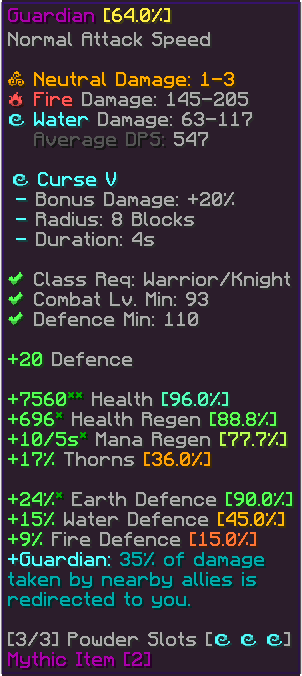 Guardian [64.0%]
Normal Attack Speed
Neutral Damage: 1-3
Fire Damage: 145-205
Water Damage: 63-117
Average DPS: 547
Curse V
- Bonus Damage: +20%
- Radius: 8 Blocks
- Duration: 4s
✔ Class Req: Warrior/Knight
✔ Combat Lv. Min: 93
✔ Defence Min: 110
+20 Defence
+7560** Health [96.0%]
+696* Health Regen [88.8%]
+10/5s* Mana Regen [77.7%]
+17% Thorns [36.0%]
+24%* Earth Defence [90.0%]
+15% Water Defence [45.0%]
+9% Fire Defence [15.0%]
+Guardian: 35% of damage
taken by nearby allies is
redirected to you.
[3/3] Powder Slots [      ]
Mythic Item [2]